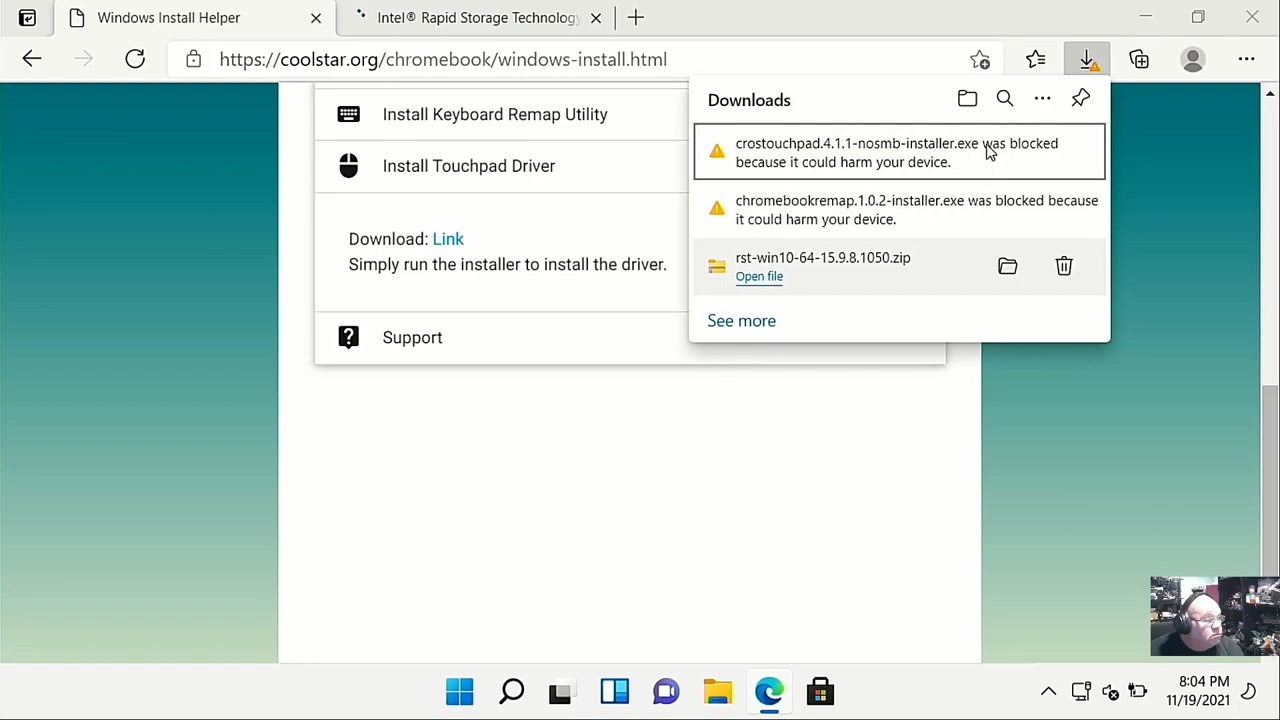 Windows Install Helper
Intel® Rapid Storage Technology
https://coolstar.org/chromebook/windows-install.html
Install Keyboard Remap Utility
Install Touchpad Driver
Download: Link
Simply run the installer to install the driver.
Support
Downloads
crostouchpad.4.1.1-nosmb-installer.exe was blocked
because it could harm your device.
chromebookremap.1.0.2-installer.exe was blocked because
it could harm your device.
rst-win10-64-15.9.8.1050.zip
Open file
See more
8:04 PM
11/19/2021